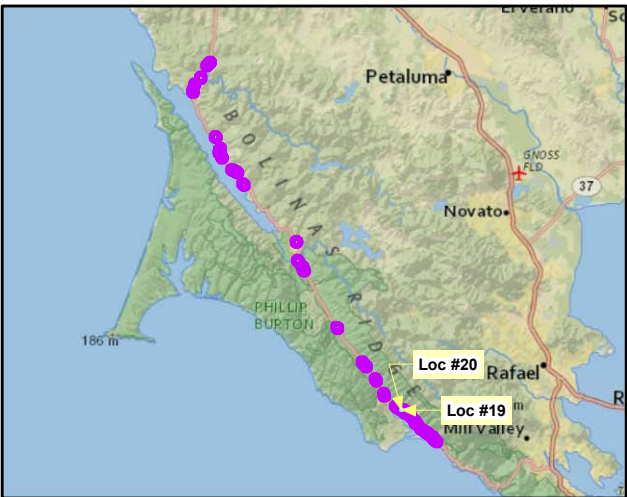 El Verano
Petaluma
GNOSS
FLD
37
Novato
BOLINAS RIDGE
PHILLIP
BURTON
186 m
Loc #20
Rafael
Loc #19
m
Mill Valley